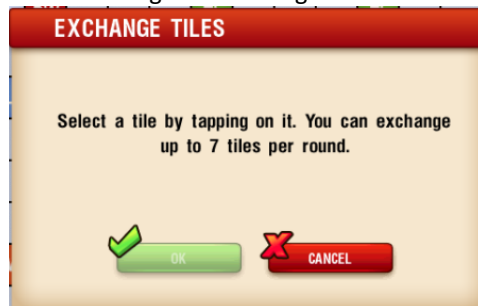 EXCHANGE TILES
Select a tile by tapping on it. You can exchange
up to 7 tiles per round.
OK
CANCEL